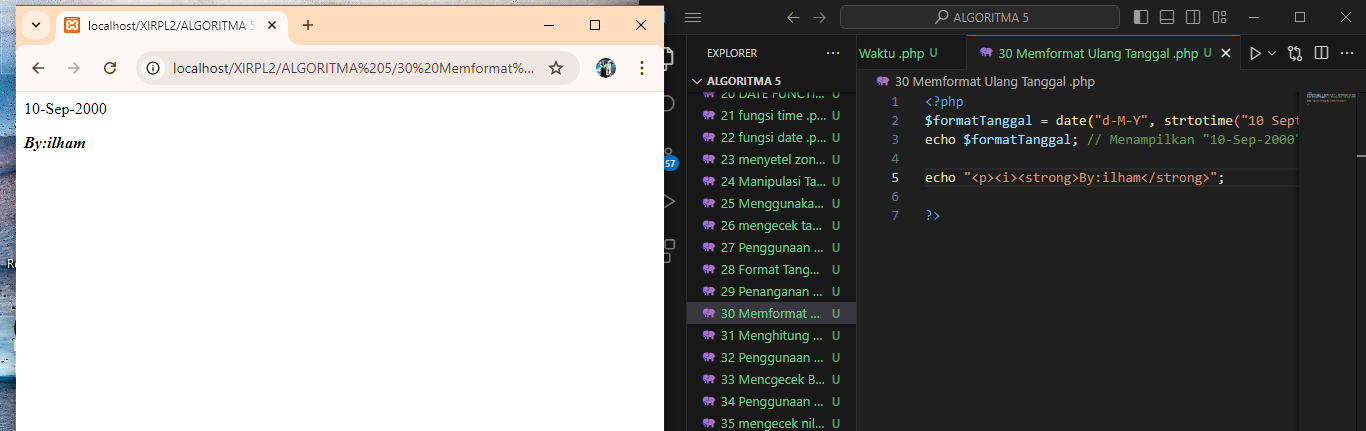 localhost/XIRPL2/ALGORITMA 5
localhost/XIRPL2/ALGORITMA%205/30%20Memformat%...
10-Sep-2000
By:ilham
ALGORITMA 5
EXPLORER
Waktu .php U
30 Memformat Ulang Tanggal .php U
ALGORITMA 5
30 Memformat Ulang Tanggal .php
20 DATE FUNCTI... U
21 fungsi time .p... U
22 fungsi date .p... U
23 menyetel zon... U
24 Manipulasi Ta... U
25 Menggunaka... U
26 mengecek ta... U
27 Penggunaan ... U
28 Format Tang... U
29 Penanganan ... U
30 Memformat ... U
31 Menghitung ... U
32 Penggunaan ... U
33 Mencgecek B... U
34 Penggunaan ... U
35 mengecek nil... U
57
1 <?php
2 $formatTanggal = date("d-M-Y", strtotime("10 Sept
3 echo $formatTanggal; // Menampilkan "10-Sep-2000"
4
5 echo "<p><i><strong>By:ilham</strong>";
6
7 ?>